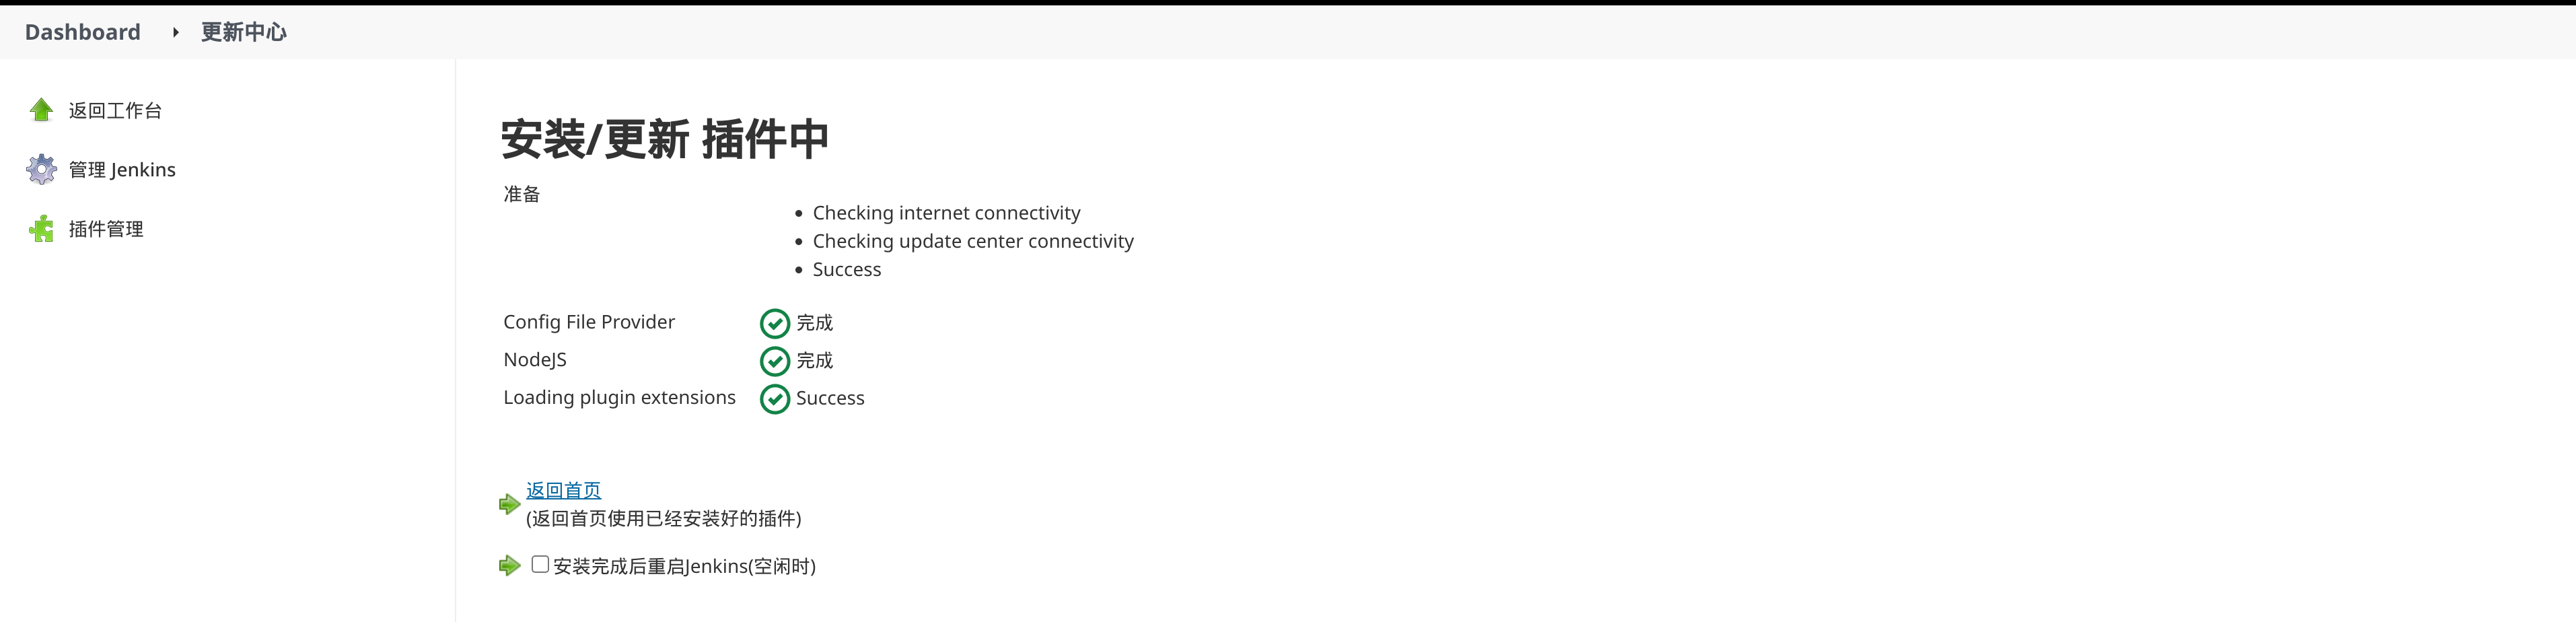 Dashboard 更新中心
返回工作台
管理 Jenkins
插件管理
安装/更新 插件中
准备
Checking internet connectivity
Checking update center connectivity
Success
Config File Provider 完成
NodeJS 完成
Loading plugin extensions Success
返回首页
(返回首页使用已经安装好的插件)
安装完成后重启Jenkins(空闲时)